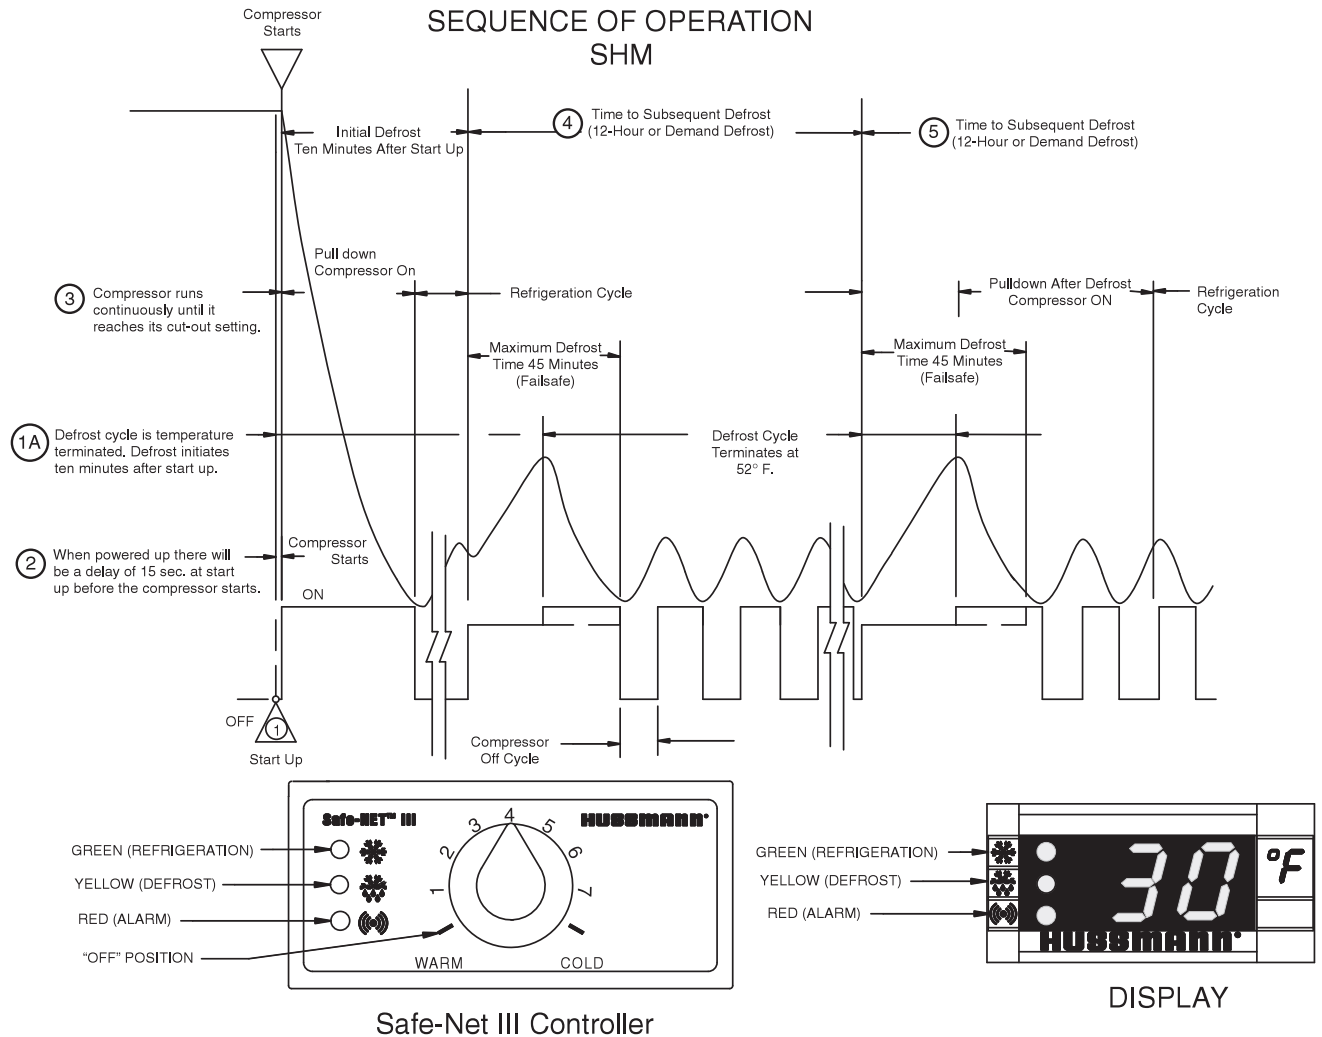 SEQUENCE OF OPERATION
SHM
Compressor
Starts
Initial Defrost
Ten Minutes After Start Up
4
Time to Subsequent Defrost
(12-Hour or Demand Defrost)
5
Time to Subsequent Defrost
(12-Hour or Demand Defrost)
Pull down
Compressor On
3
Compressor runs
continuously until it
reaches its cut-out setting.
Refrigeration Cycle
Pulldown After Defrost
Compressor ON
Refrigeration
Cycle
Maximum Defrost
Time 45 Minutes
(Failsafe)
Maximum Defrost
Time 45 Minutes
(Failsafe)
1A
Defrost cycle is temperature
terminated. Defrost initiates
ten minutes after start up.
Defrost Cycle
Terminates at
52° F.
2
When powered up there will
be a delay of 15 sec. at start
up before the compressor starts.
Compressor
Starts
ON
OFF
1
Start Up
Compressor
Off Cycle
Safe-NET™ III
HUSSMANN®
1
2
3
4
5
6
7
GREEN (REFRIGERATION)
YELLOW (DEFROST)
RED (ALARM)
“OFF” POSITION
WARM
COLD
Safe-Net III Controller
GREEN (REFRIGERATION)
YELLOW (DEFROST)
RED (ALARM)
30
°F
HUSSMANN®
DISPLAY